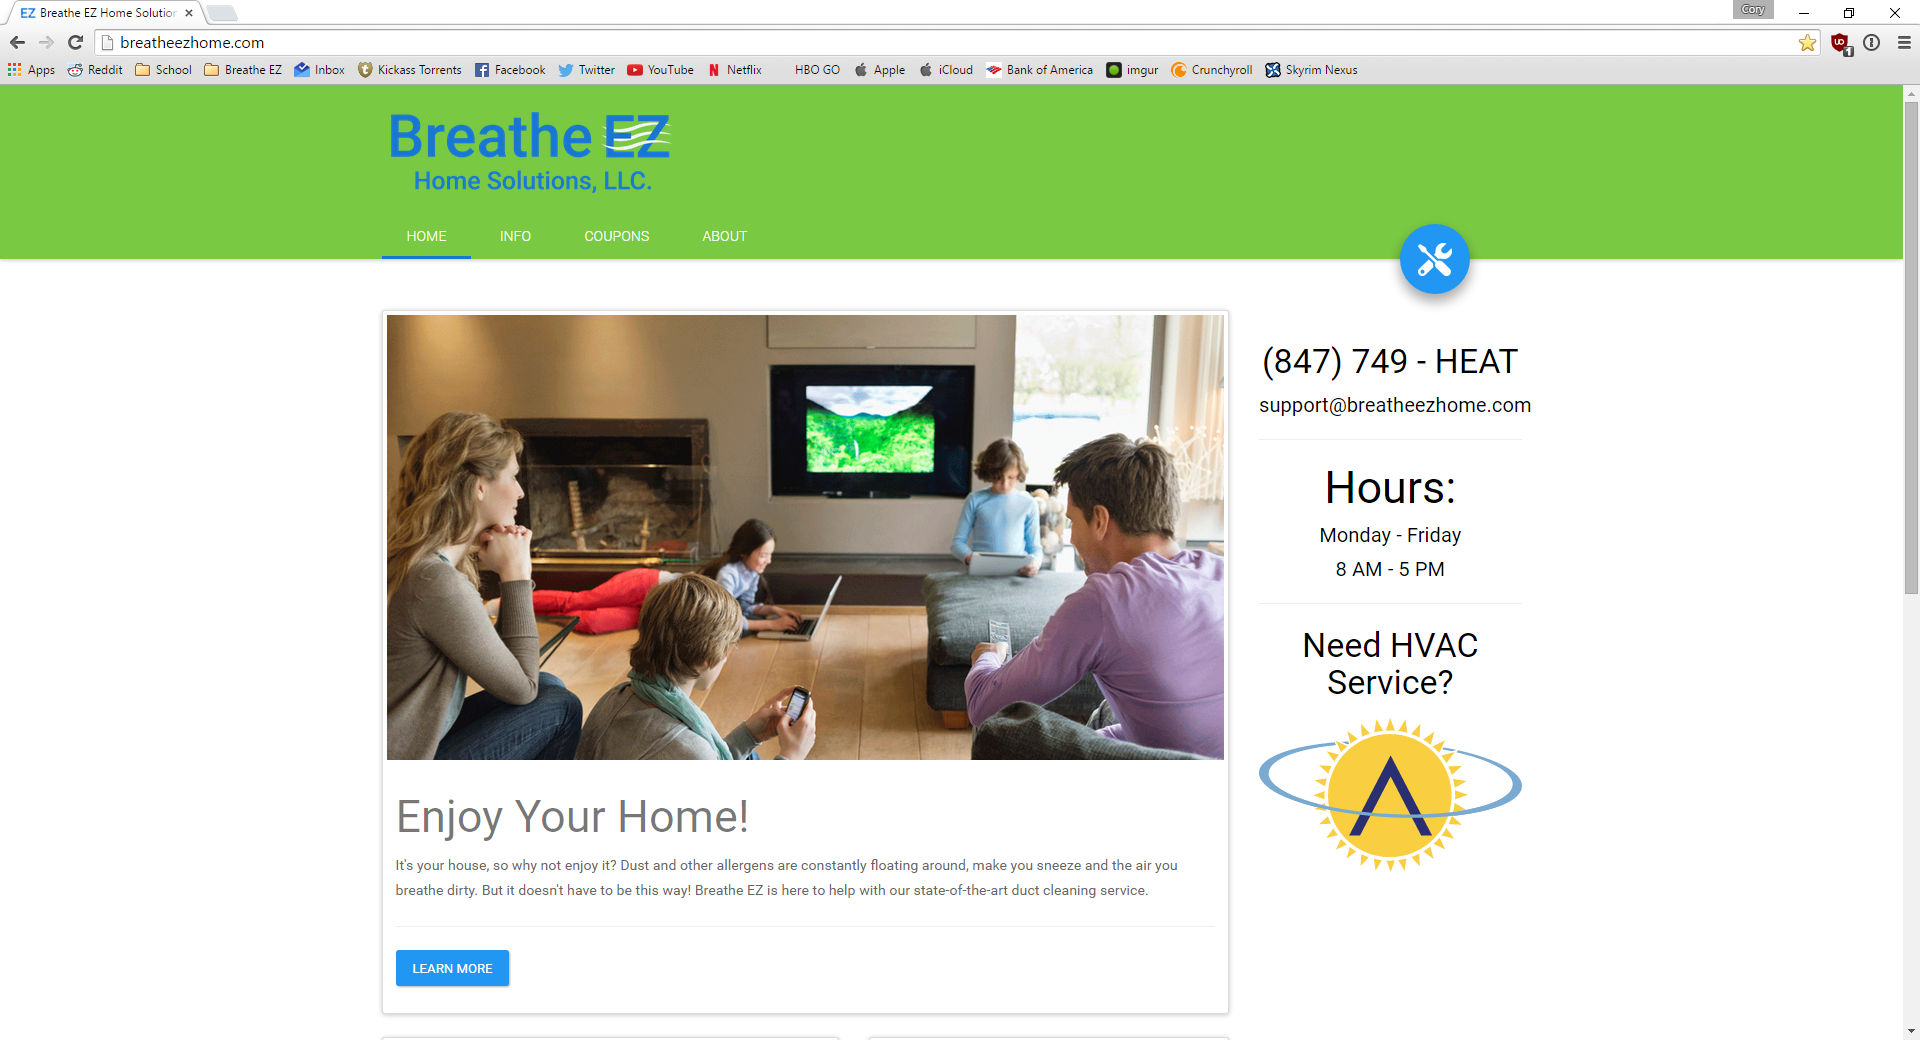 EZ Breathe EZ Home Solution
Cory
breatheezhome.com
Apps Reddit School Breathe EZ Inbox Kickass Torrents Facebook Twitter YouTube Netflix HBO GO Apple iCloud Bank of America imgur Crunchyroll Skyrim Nexus
Breathe EZ
Home Solutions, LLC.
HOME INFO COUPONS ABOUT
(847) 749 - HEAT
support@breatheezhome.com
Hours:
Monday - Friday
8 AM - 5 PM
Need HVAC
Service?
Enjoy Your Home!
It's your house, so why not enjoy it? Dust and other allergens are constantly floating around, make you sneeze and the air you
breathe dirty. But it doesn't have to be this way! Breathe EZ is here to help with our state-of-the-art duct cleaning service.
LEARN MORE